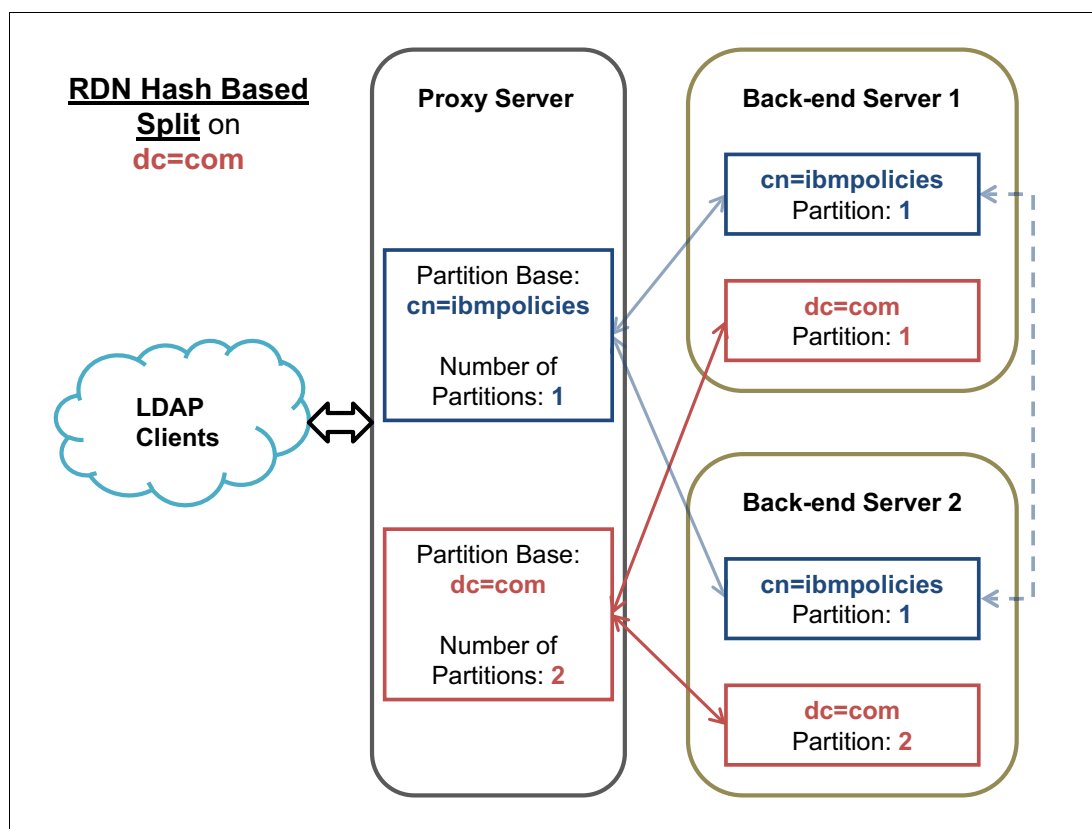 RDN Hash Based
Split on
dc=com
Proxy Server
Partition Base:
cn=ibmpolicies
Number of
Partitions: 1
Partition Base:
dc=com
Number of
Partitions: 2
LDAP
Clients
Back-end Server 1
cn=ibmpolicies
Partition: 1
dc=com
Partition: 1
Back-end Server 2
cn=ibmpolicies
Partition: 1
dc=com
Partition: 2